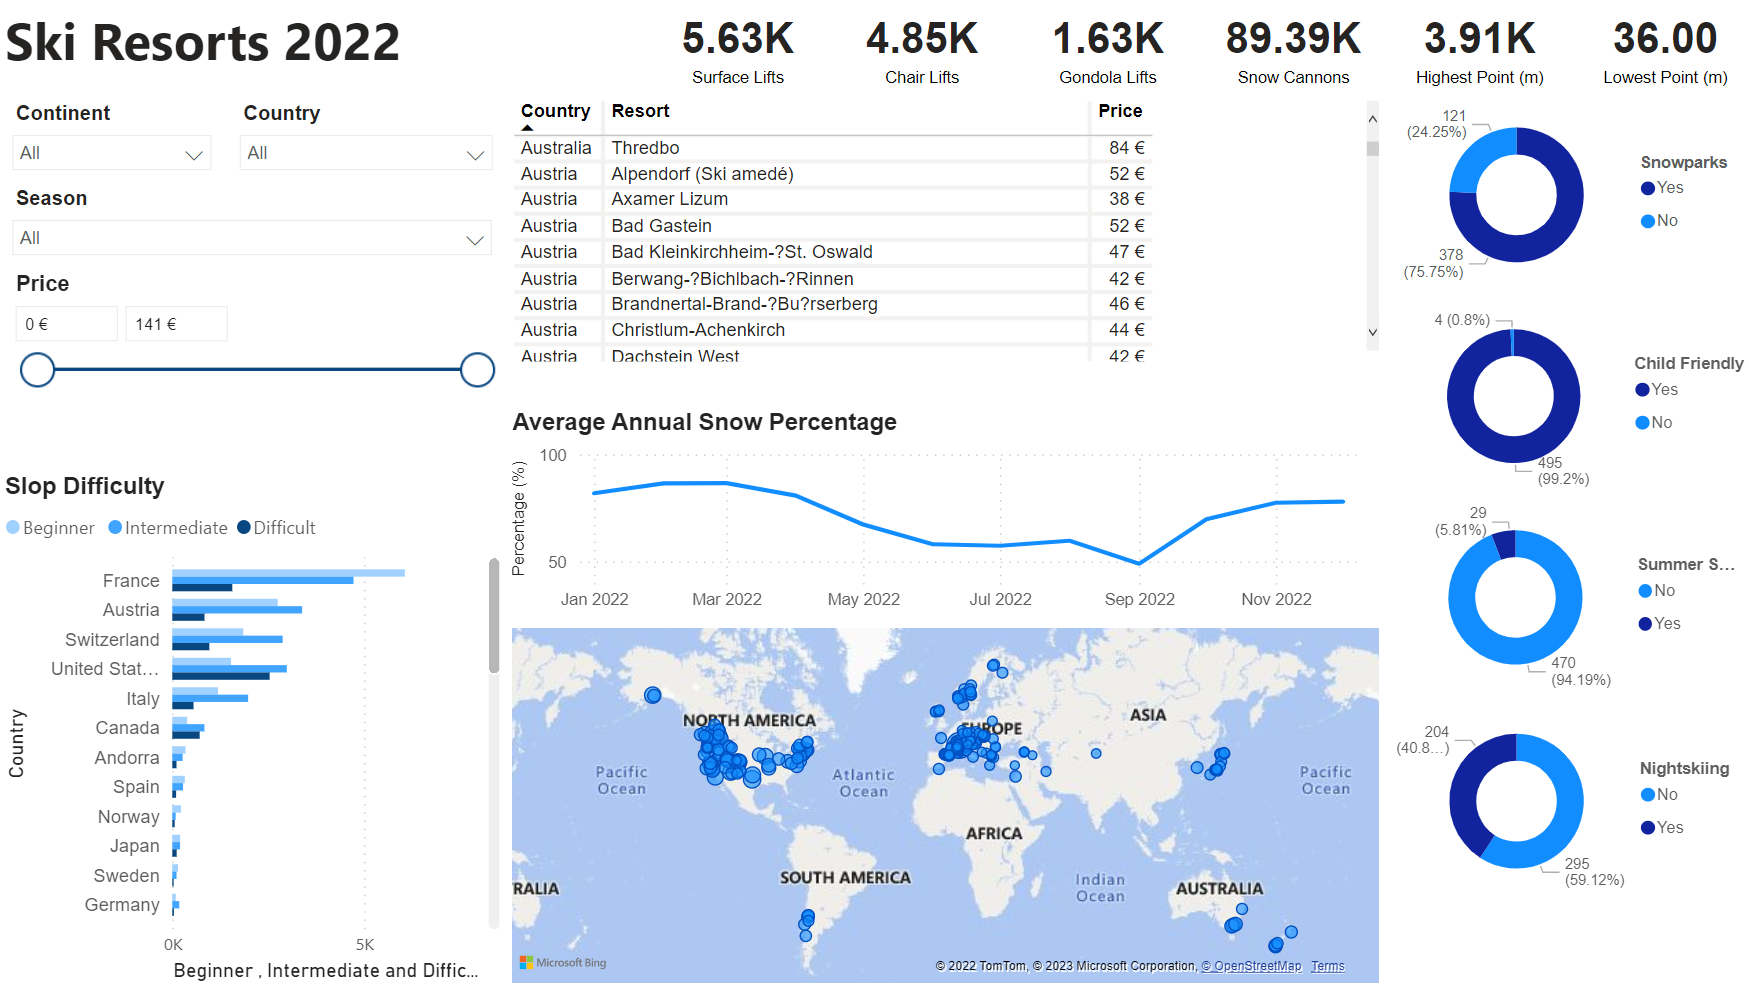 Ski Resorts 2022
5.63K
Surface Lifts
4.85K
Chair Lifts
1.63K
Gondola Lifts
89.39K
Snow Cannons
3.91K
Highest Point (m)
36.00
Lowest Point (m)
Continent
All
Country
All
Season
All
Price
0 €
141 €
Country Resort Price
Australia Thredbo 84 €
Austria Alpendorf (Ski amedé) 52 €
Austria Axamer Lizum 38 €
Austria Bad Gastein 52 €
Austria Bad Kleinkirchheim-?St. Oswald 47 €
Austria Berwang-?Bichlbach-?Rinnen 42 €
Austria Brandnertal-Brand-?Bu?rserberg 46 €
Austria Christlum-Achenkirch 44 €
Austria Dachstein West 42 €
Slop Difficulty
Beginner Intermediate Difficult
Country
France
Austria
Switzerland
United Stat...
Italy
Canada
Andorra
Spain
Norway
Japan
Sweden
Germany
0K 5K
Beginner , Intermediate and Diffic...
Average Annual Snow Percentage
Percentage (%)
100
50
Jan 2022 Mar 2022 May 2022 Jul 2022 Sep 2022 Nov 2022
NORTH AMERICA
EUROPE
ASIA
Pacific
Ocean
Atlantic
Ocean
Pacific
Ocean
AFRICA
SOUTH AMERICA
Indian
Ocean
RALIA
AUSTRALIA
Microsoft Bing
© 2022 TomTom, © 2023 Microsoft Corporation, © OpenStreetMap Terms
121
(24.25%)
378
(75.75%)
Snowparks
Yes
No
4 (0.8%)
495
(99.2%)
Child Friendly
Yes
No
29
(5.81%)
470
(94.19%)
Summer S...
No
Yes
204
(40.8...)
295
(59.12%)
Nightskiing
No
Yes